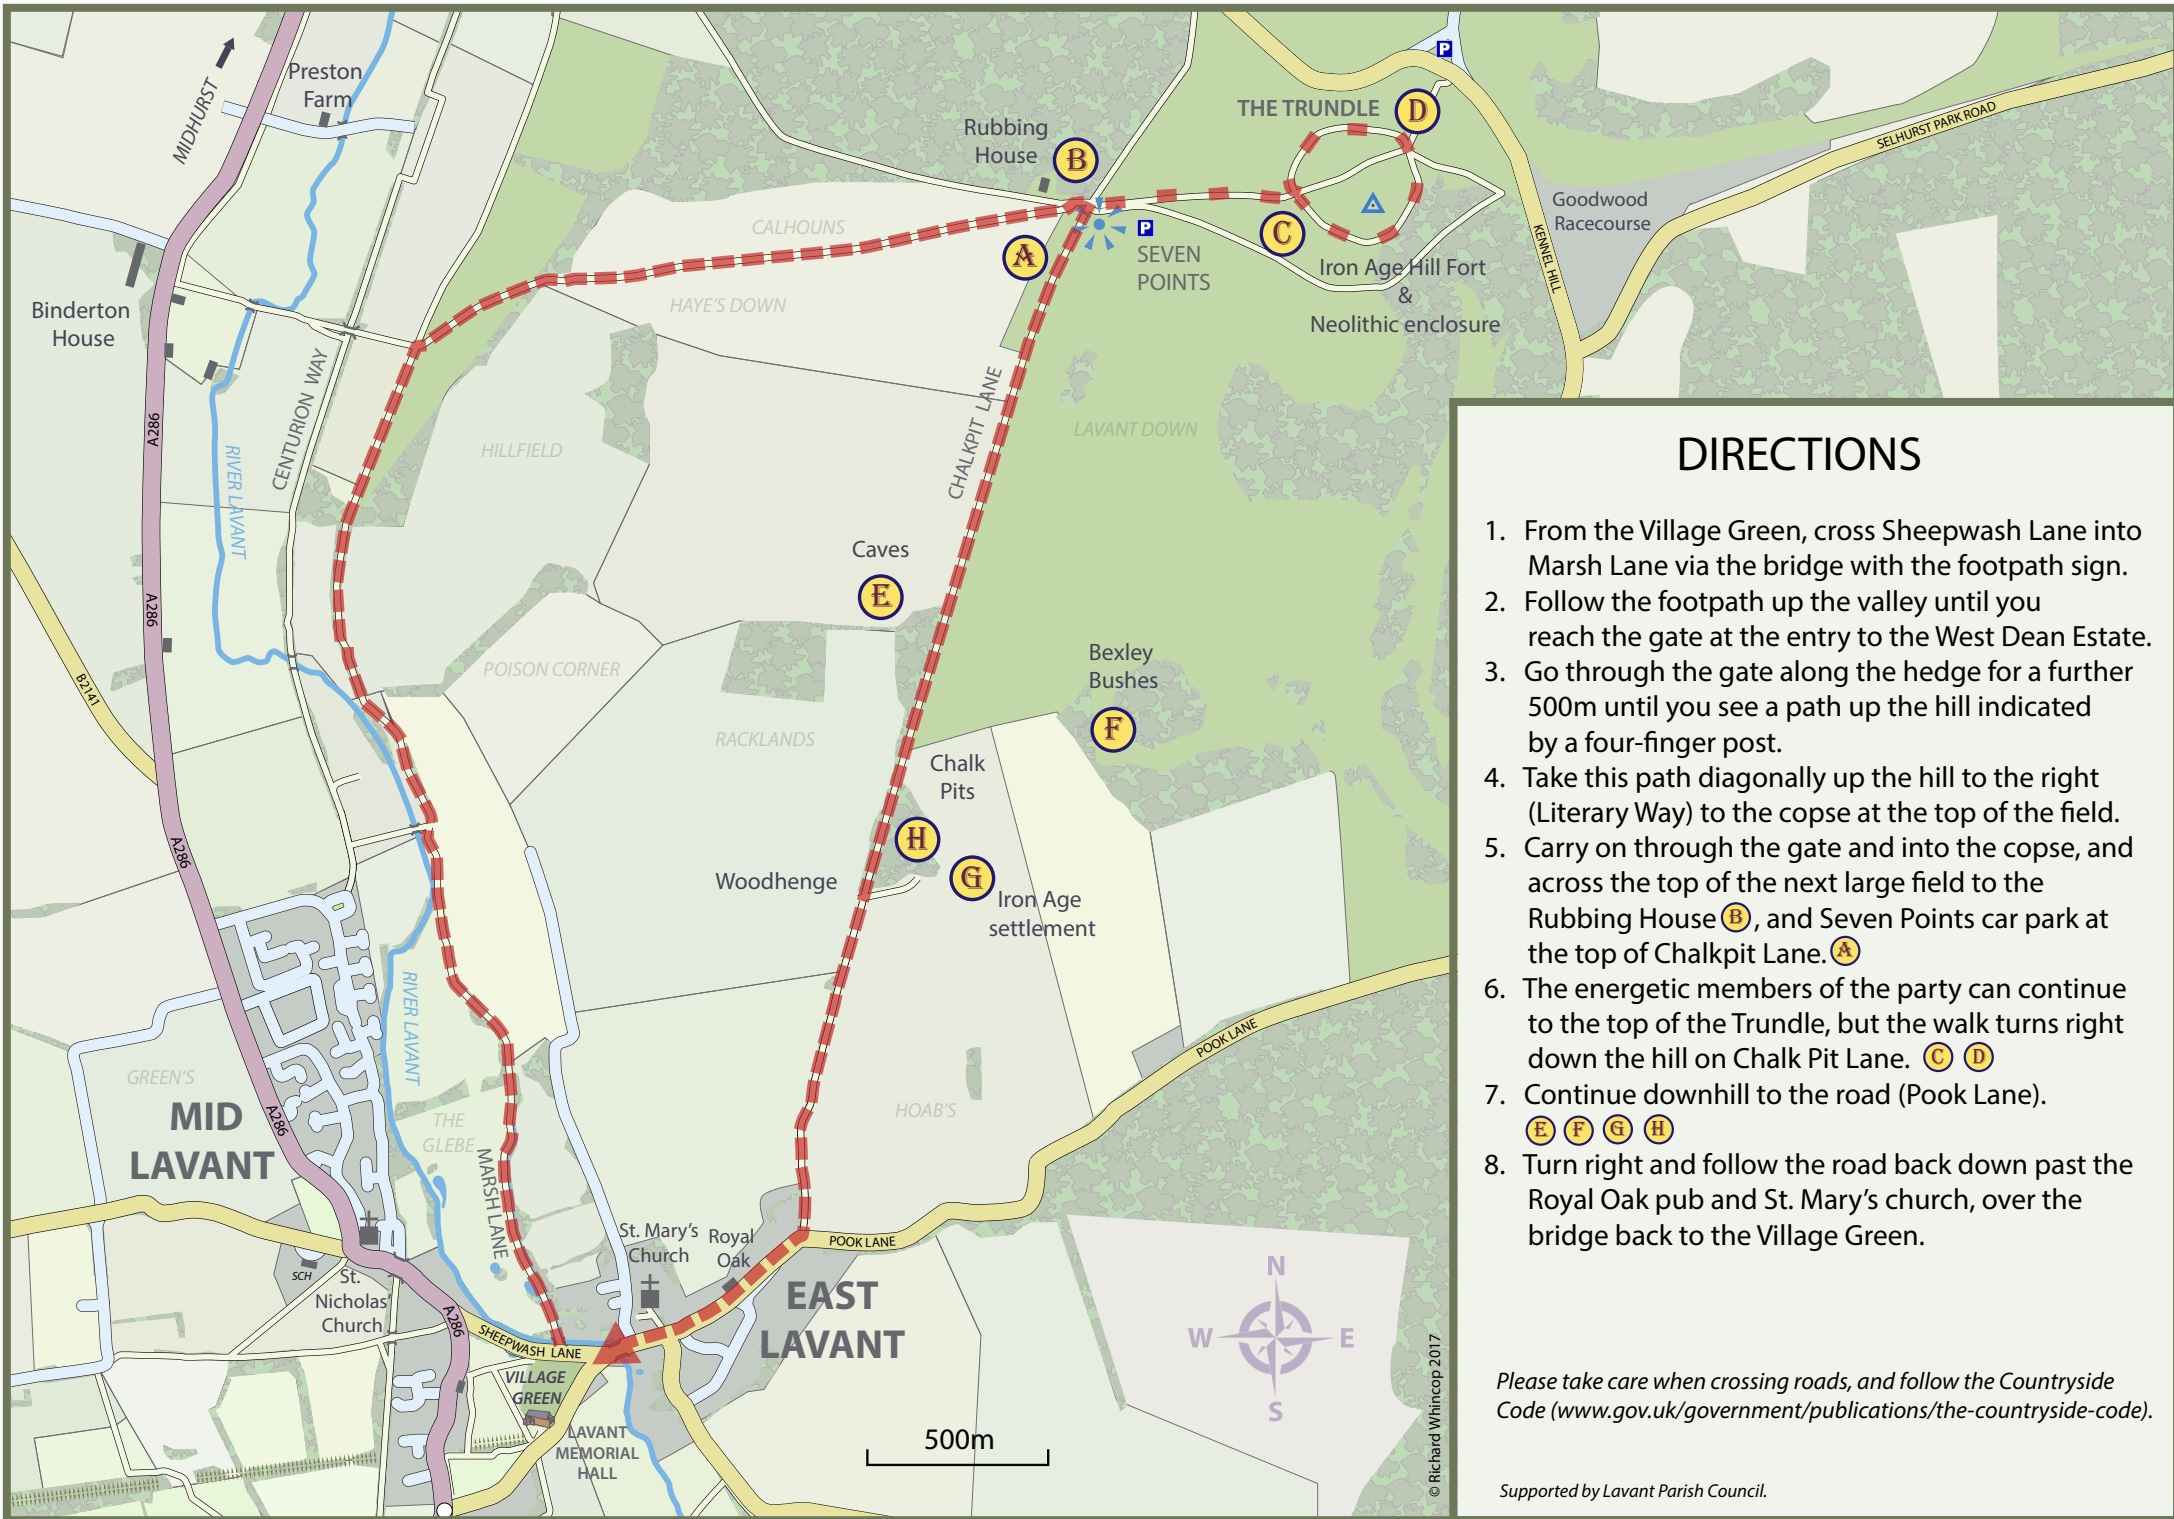 MIDHURST
Preston
Farm
Rubbing
House
B
THE TRUNDLE
D
P
SELHURST PARK ROAD
CALHOUNS
A
P
SEVEN
POINTS
C
Goodwood
Racecourse
KENNEL HILL
Iron Age Hill Fort
&
Neolithic enclosure
Binderton
House
HAYE'S DOWN
CENTURION WAY
A286
RIVER LAVANT
HILLFIELD
CHALKPIT LANE
LAVANT DOWN
Caves
E
A286
B2141
POISON CORNER
Bexley
Bushes
F
RACKLANDS
Chalk
Pits
H
G
Woodhenge
Iron Age
settlement
A286
RIVER LAVANT
POOK LANE
GREEN'S
MID
LAVANT
A286
THE
GLEBE
HOAB'S
MARSH LANE
St. Mary's
Church
Royal
Oak
POOK LANE
SCH
St.
Nicholas'
Church
A286
SHEEPWASH LANE
EAST
LAVANT
VILLAGE
GREEN
LAVANT
MEMORIAL
HALL
500m
N
W
E
S
© Richard Whincop 2017
DIRECTIONS
1. From the Village Green, cross Sheepwash Lane into
Marsh Lane via the bridge with the footpath sign.
2. Follow the footpath up the valley until you
reach the gate at the entry to the West Dean Estate.
3. Go through the gate along the hedge for a further
500m until you see a path up the hill indicated
by a four-finger post.
4. Take this path diagonally up the hill to the right
(Literary Way) to the copse at the top of the field.
5. Carry on through the gate and into the copse, and
across the top of the next large field to the
Rubbing House B, and Seven Points car park at
the top of Chalkpit Lane. A
6. The energetic members of the party can continue
to the top of the Trundle, but the walk turns right
down the hill on Chalk Pit Lane. C D
7. Continue downhill to the road (Pook Lane).
E F G H
8. Turn right and follow the road back down past the
Royal Oak pub and St. Mary's church, over the
bridge back to the Village Green.
Please take care when crossing roads, and follow the Countryside
Code (www.gov.uk/government/publications/the-countryside-code).
Supported by Lavant Parish Council.